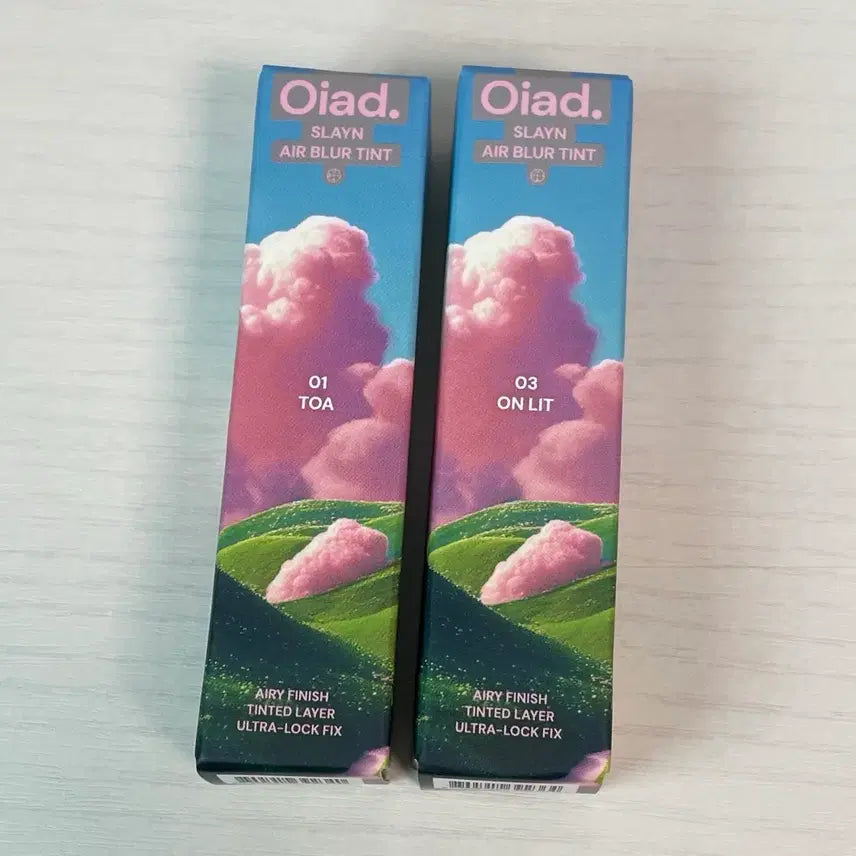 Oiad.
SLAYN
AIR BLUR TINT
01
TOA
AIRY FINISH
TINTED LAYER
ULTRA-LOCK FIX
Oiad.
SLAYN
AIR BLUR TINT
03
ON LIT
AIRY FINISH
TINTED LAYER
ULTRA-LOCK FIX